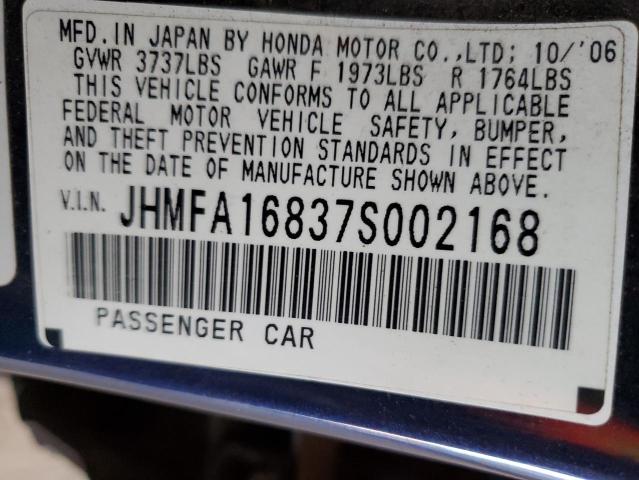 MFD.IN JAPAN BY HONDA MOTOR CO.,LTD; 10/'06
GVWR 3737LBS GAWR F 1973LBS R 1764LBS
THIS VEHICLE CONFORMS TO ALL APPLICABLE
FEDERAL MOTOR VEHICLE SAFETY, BUMPER,
AND THEFT PREVENTION STANDARDS IN EFFECT
ON THE DATE OF MANUFACTURE SHOWN ABOVE.
V.I.N. JHMFA16837S002168
PASSENGER CAR